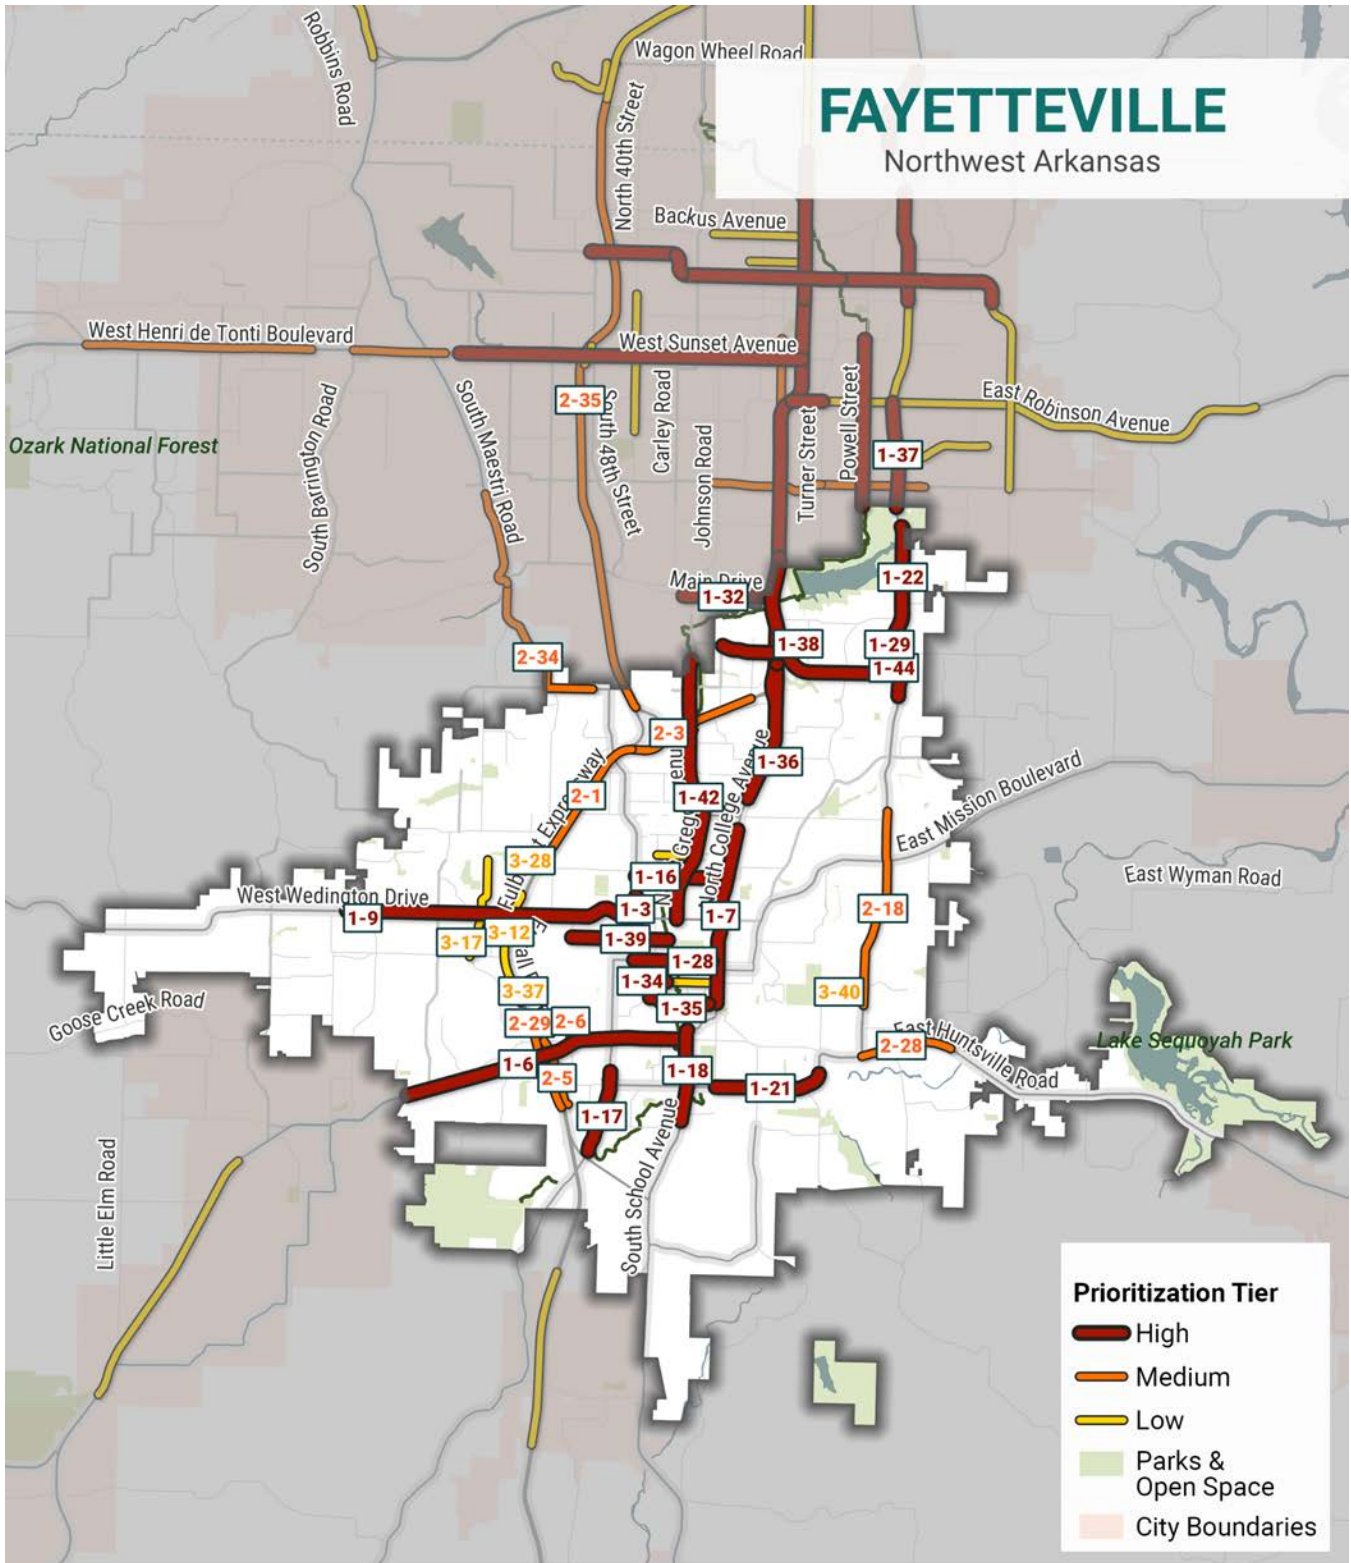 Robbins Road
Wagon Wheel Road
FAYETTEVILLE
Northwest Arkansas
North 40th Street
Backus Avenue
West Henri de Tonti Boulevard
West Sunset Avenue
2-35
South 48th Street
Carley Road
Powell Street
East Robinson Avenue
Ozark National Forest
South Barrington Road
South Maestri Road
Johnson Road
Turner Street
1-37
Main Drive
1-32
1-22
1-38
1-29
1-44
2-34
2-3
1-36
2-1
1-42
North College Avenue
East Mission Boulevard
3-28
1-16
East Wyman Road
West Wedington Drive
1-9
1-3
1-7
2-18
3-17
3-12
1-39
1-28
1-34
3-37
3-40
1-35
Goose Creek Road
2-29
2-6
East Huntsville Road
2-28
Lake Sequoyah Park
1-6
2-5
1-18
1-21
1-17
Little Elm Road
South School Avenue
Prioritization Tier
High
Medium
Low
Parks &
Open Space
City Boundaries